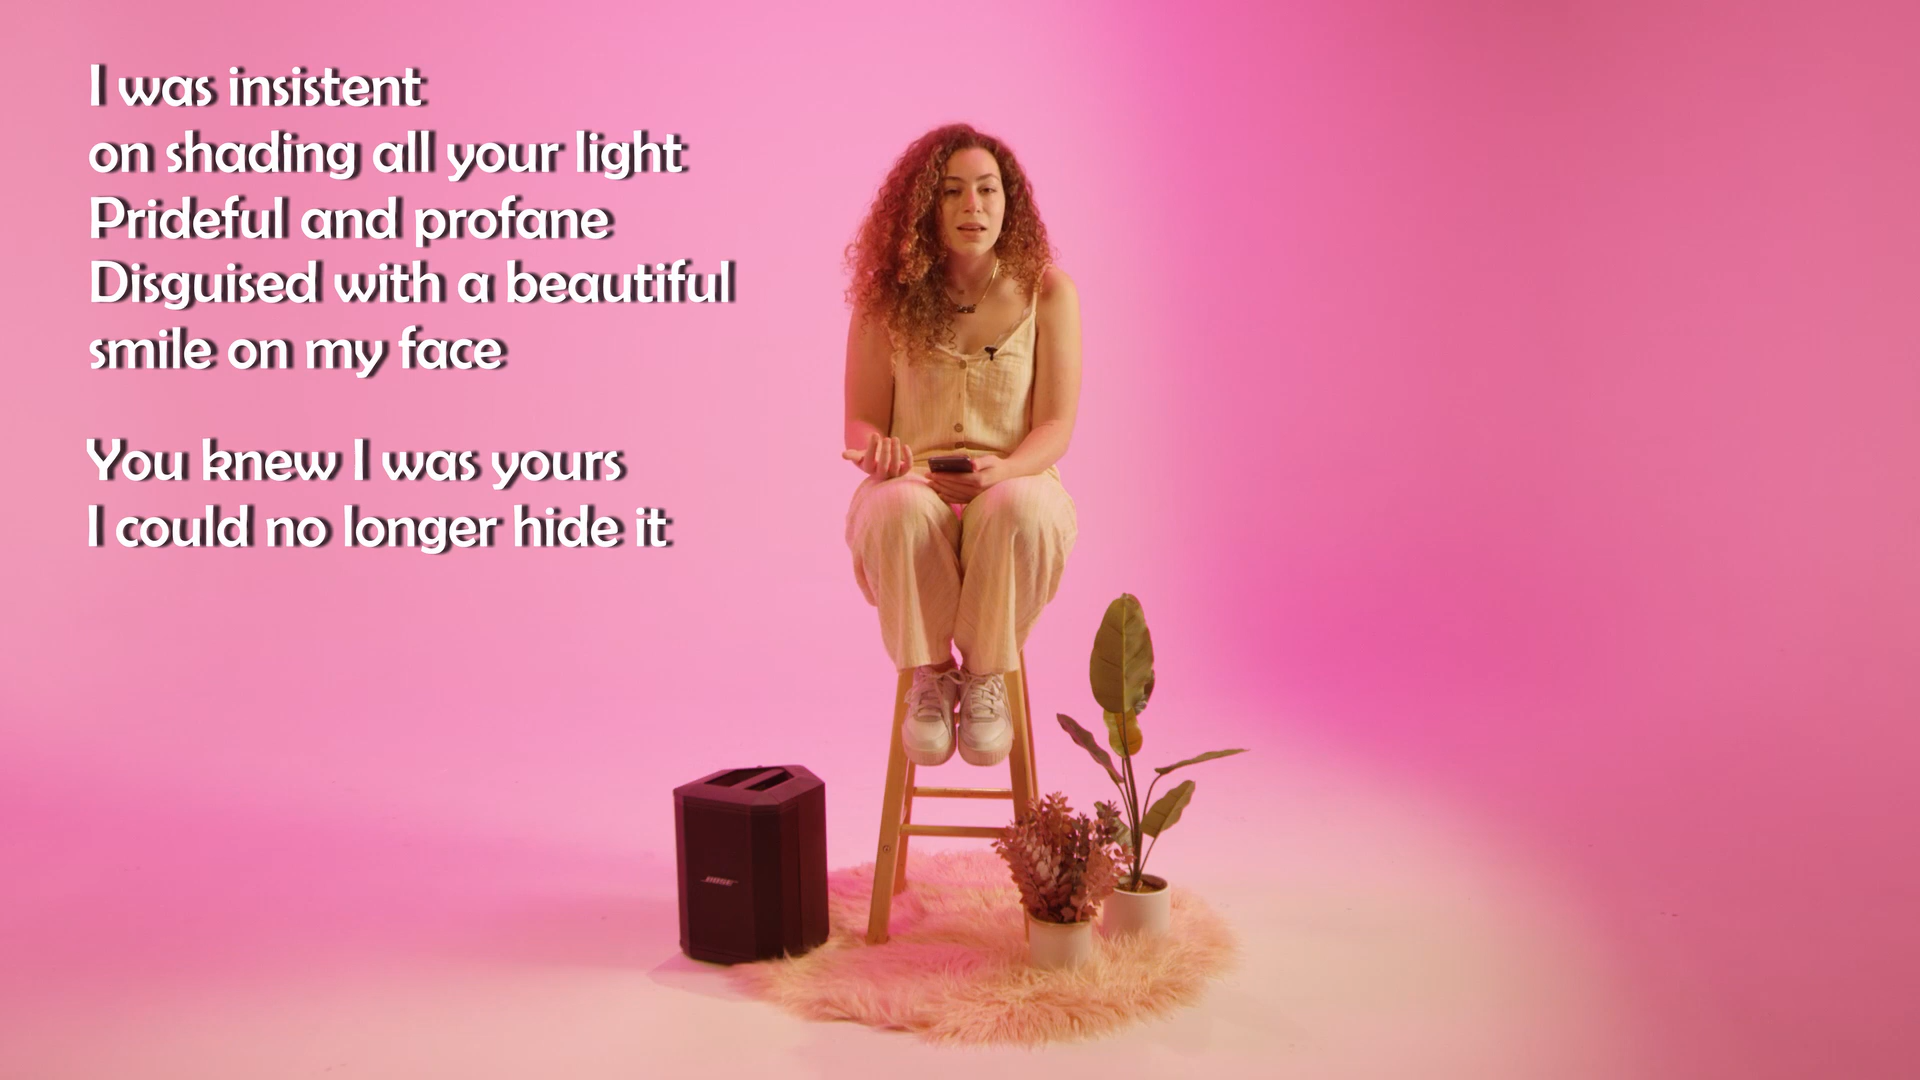 I was insistent
on shading all your light
Prideful and profane
Disguised with a beautiful
smile on my face
You knew I was yours
I could no longer hide it
BOSE